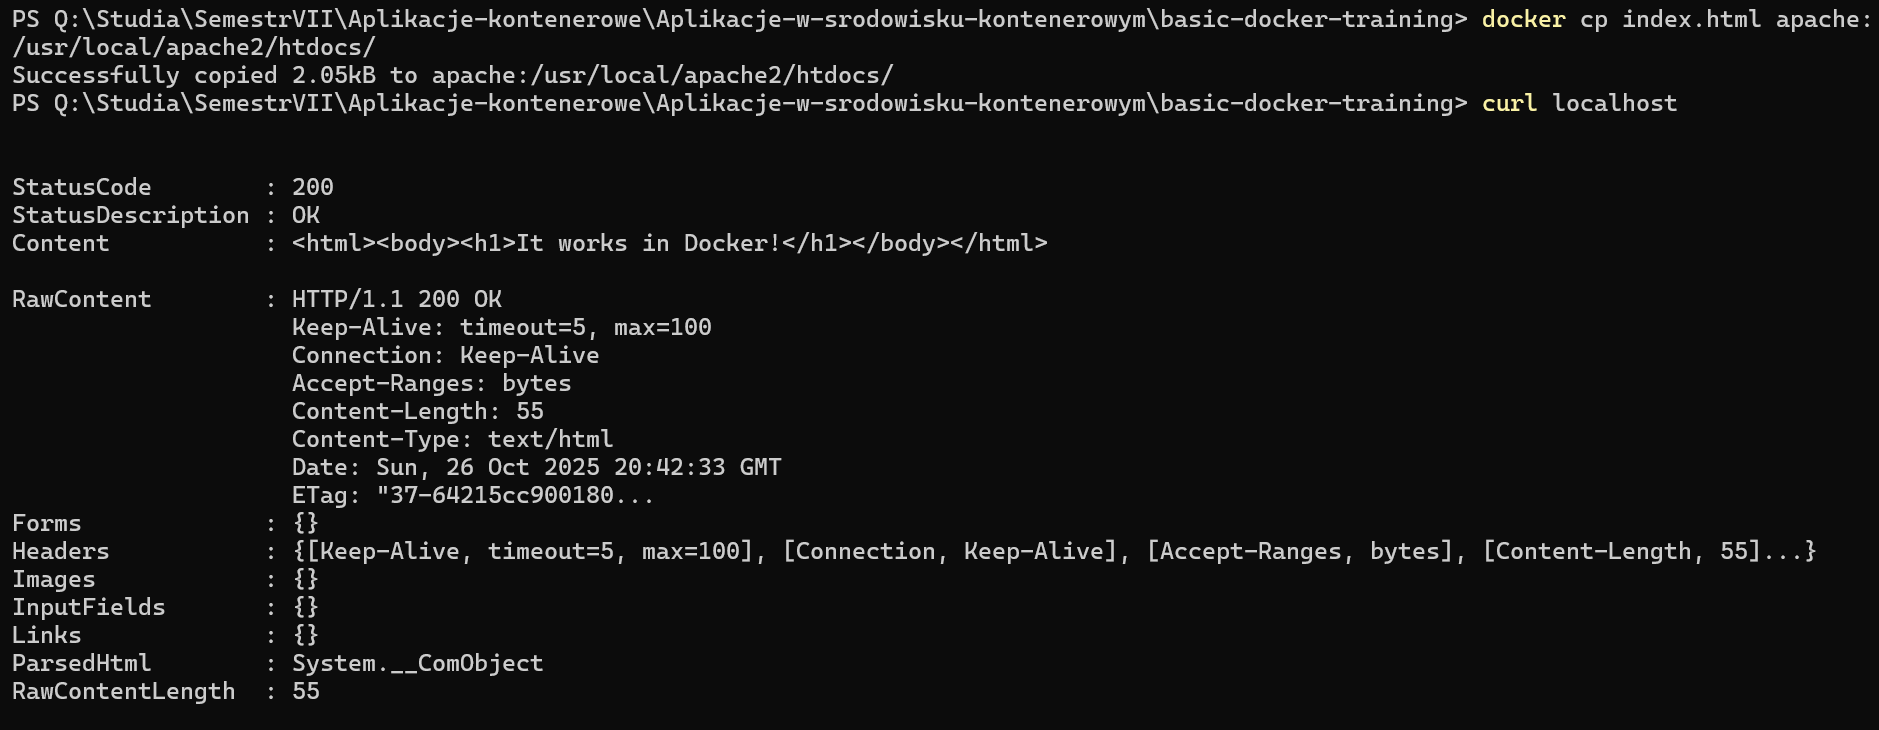 PS Q:\Studia\SemestrVII\Aplikacje-kontenerowe\Aplikacje-w-srodowisku-kontenerowym\basic-docker-training> docker cp index.html apache:
/usr/local/apache2/htdocs/
Successfully copied 2.05kB to apache:/usr/local/apache2/htdocs/
PS Q:\Studia\SemestrVII\Aplikacje-kontenerowe\Aplikacje-w-srodowisku-kontenerowym\basic-docker-training> curl localhost
StatusCode        : 200
StatusDescription : OK
Content           : <html><body><h1>It works in Docker!</h1></body></html>
RawContent        : HTTP/1.1 200 OK
                    Keep-Alive: timeout=5, max=100
                    Connection: Keep-Alive
                    Accept-Ranges: bytes
                    Content-Length: 55
                    Content-Type: text/html
                    Date: Sun, 26 Oct 2025 20:42:33 GMT
                    ETag: "37-64215cc900180...
Forms             : {}
Headers           : {[Keep-Alive, timeout=5, max=100], [Connection, Keep-Alive], [Accept-Ranges, bytes], [Content-Length, 55]...}
Images            : {}
InputFields       : {}
Links             : {}
ParsedHtml        : System.__ComObject
RawContentLength  : 55